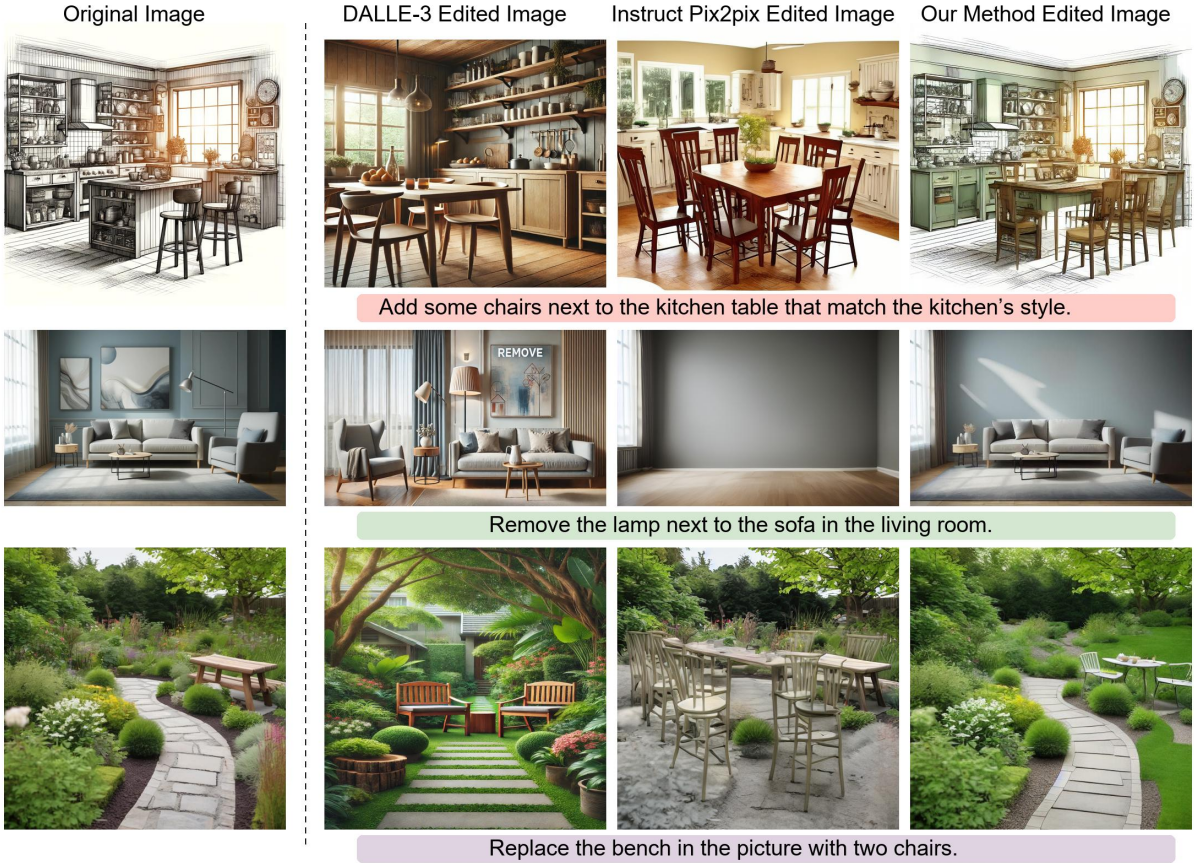 Original Image
DALLE-3 Edited Image
Instruct Pix2pix Edited Image
Our Method Edited Image
Add some chairs next to the kitchen table that match the kitchen's style.
REMOVE
Remove the lamp next to the sofa in the living room.
Replace the bench in the picture with two chairs.